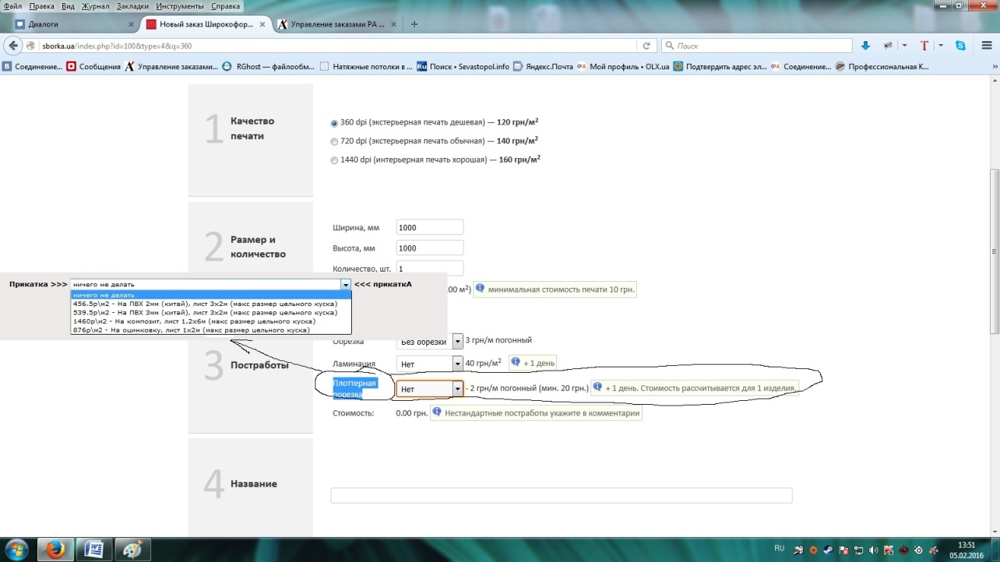 Файл Правка Вид Журнал Закладки Инструменты Справка
Диалоги × Новый заказ Широкофор... × Управление заказами РА ... × +
sborka.ua/index.php?id=100&type=4&q=360 Поиск
Соединение... Сообщения Управление заказами... RGhost — файлообм... Натяжные потолки в ... Поиск • Sevastopol.info Яндекс.Почта Мой профиль • OLX.ua Подтвердить адрес эл... Соединение... Профессиональная К... »
1 Качество
печати
360 dpi (экстерьерная печать дешевая) — 120 грн/м²
720 dpi (экстерьерная печать обычная) — 140 грн/м²
1440 dpi (интерьерная печать хорошая) — 160 грн/м²
2 Размер и
количество
Ширина, мм 1000
Высота, мм 1000
Количество, шт. 1
00 м²) минимальная стоимость печати 10 грн.
Прикатка >>> ничего не делать <<< прикаткА
ничего не делать
456.5р\м2 - На ПВХ 2мм (китай), лист 3х2м (макс размер цельного куска)
539.5р\м2 - На ПВХ 3мм (китай), лист 3х2м (макс размер цельного куска)
1460р\м2 - На композит, лист 1,2х6м (макс размер цельного куска)
876р\м2 - На оцинковку, лист 1х2м (макс размер цельного куска)
3 Постработы
Обрезка Без обрезки 3 грн/м погонный
Ламинация Нет 40 грн/м² + 1 день
Плоттерная
порезка Нет - 2 грн/м погонный (мин. 20 грн.) + 1 день. Стоимость рассчитывается для 1 изделия.
Стоимость: 0.00 грн. Нестандартные постработы укажите в комментарии
4 Название
RU 13:51
05.02.2016